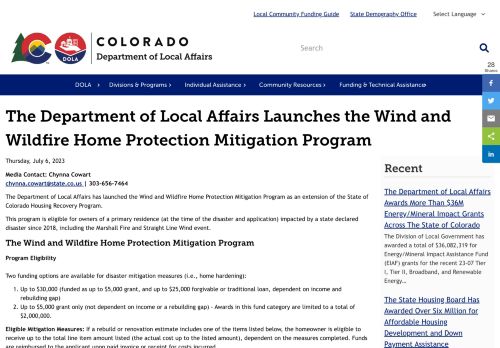 Local Community Funding Guide
State Demography Office
Select Language
COLORADO
Department of Local Affairs
DOLA
Search
28
Shares
DOLA
Divisions & Programs
Individual Assistance
Community Resources
Funding & Technical Assistance
The Department of Local Affairs Launches the Wind and
Wildfire Home Protection Mitigation Program
Thursday, July 6, 2023
Media Contact: Chynna Cowart
chynna.cowart@state.co.us | 303-656-7464
The Department of Local Affairs has launched the Wind and Wildfire Home Protection Mitigation Program as an extension of the State of
Colorado Housing Recovery Program.
This program is eligible for owners of a primary residence (at the time of the disaster and application) impacted by a state declared
disaster since 2018, including the Marshall Fire and Straight Line Wind event.
The Wind and Wildfire Home Protection Mitigation Program
Program Eligibility
Two funding options are available for disaster mitigation measures (i.e., home hardening):
1. Up to $30,000 (funded as up to $5,000 grant, and up to $25,000 forgivable or traditional loan, dependent on income and
rebuilding gap)
2. Up to $5,000 grant only (not dependent on income or a rebuilding gap) - Awards in this fund category are limited to a total of
$2,000,000.
Eligible Mitigation Measures: If a rebuild or renovation estimate includes one of the items listed below, the homeowner is eligible to
receive up to the total line item amount listed (the actual cost up to the listed amount), dependent on the measures completed. Funds
are reimbursed to the applicant upon paid invoice or receipt for costs incurred.
Recent
The Department of Local Affairs
Awards More Than $36M
Energy/Mineral Impact Grants
Across The State of Colorado
The Division of Local Government has
awarded a total of $36,082,319 for
Energy/Mineral Impact Assistance Fund
(EIAF) grants for the recent 23-07 Tier
I, Tier II, Broadband, and Renewable
Energy...
The State Housing Board Has
Awarded Over Six Million for
Affordable Housing
Development and Down
Payment Assistance